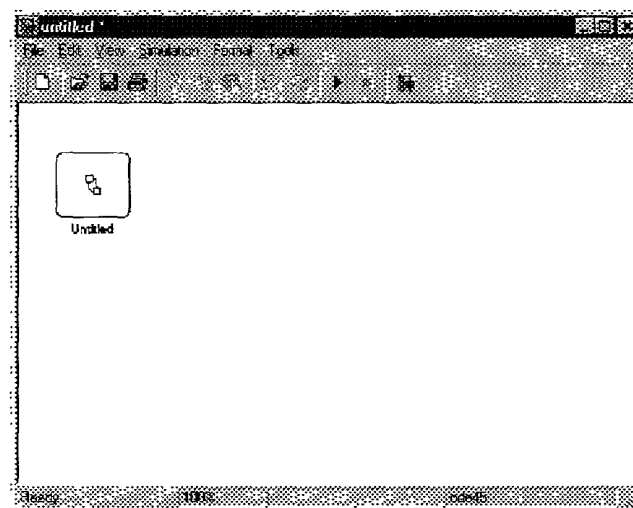 untitled *
File Edit View Simulation Format Tools
Untitled
Ready 100% ode45